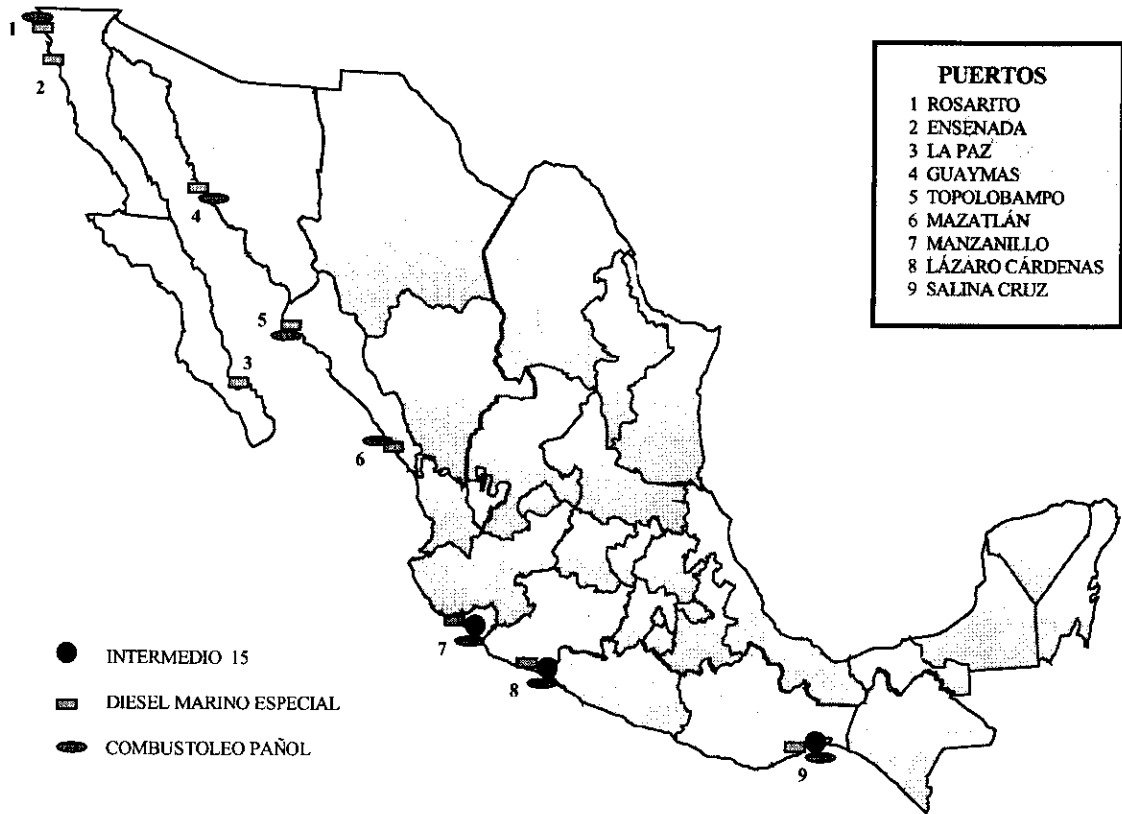 PUERTOS
1 ROSARITO
2 ENSENADA
3 LA PAZ
4 GUAYMAS
5 TOPOLOBAMPO
6 MAZATLÁN
7 MANZANILLO
8 LÁZARO CÁRDENAS
9 SALINA CRUZ
1
2
4
5
3
6
7
8
9
INTERMEDIO 15
DIESEL MARINO ESPECIAL
COMBUSTOLEO PAÑOL